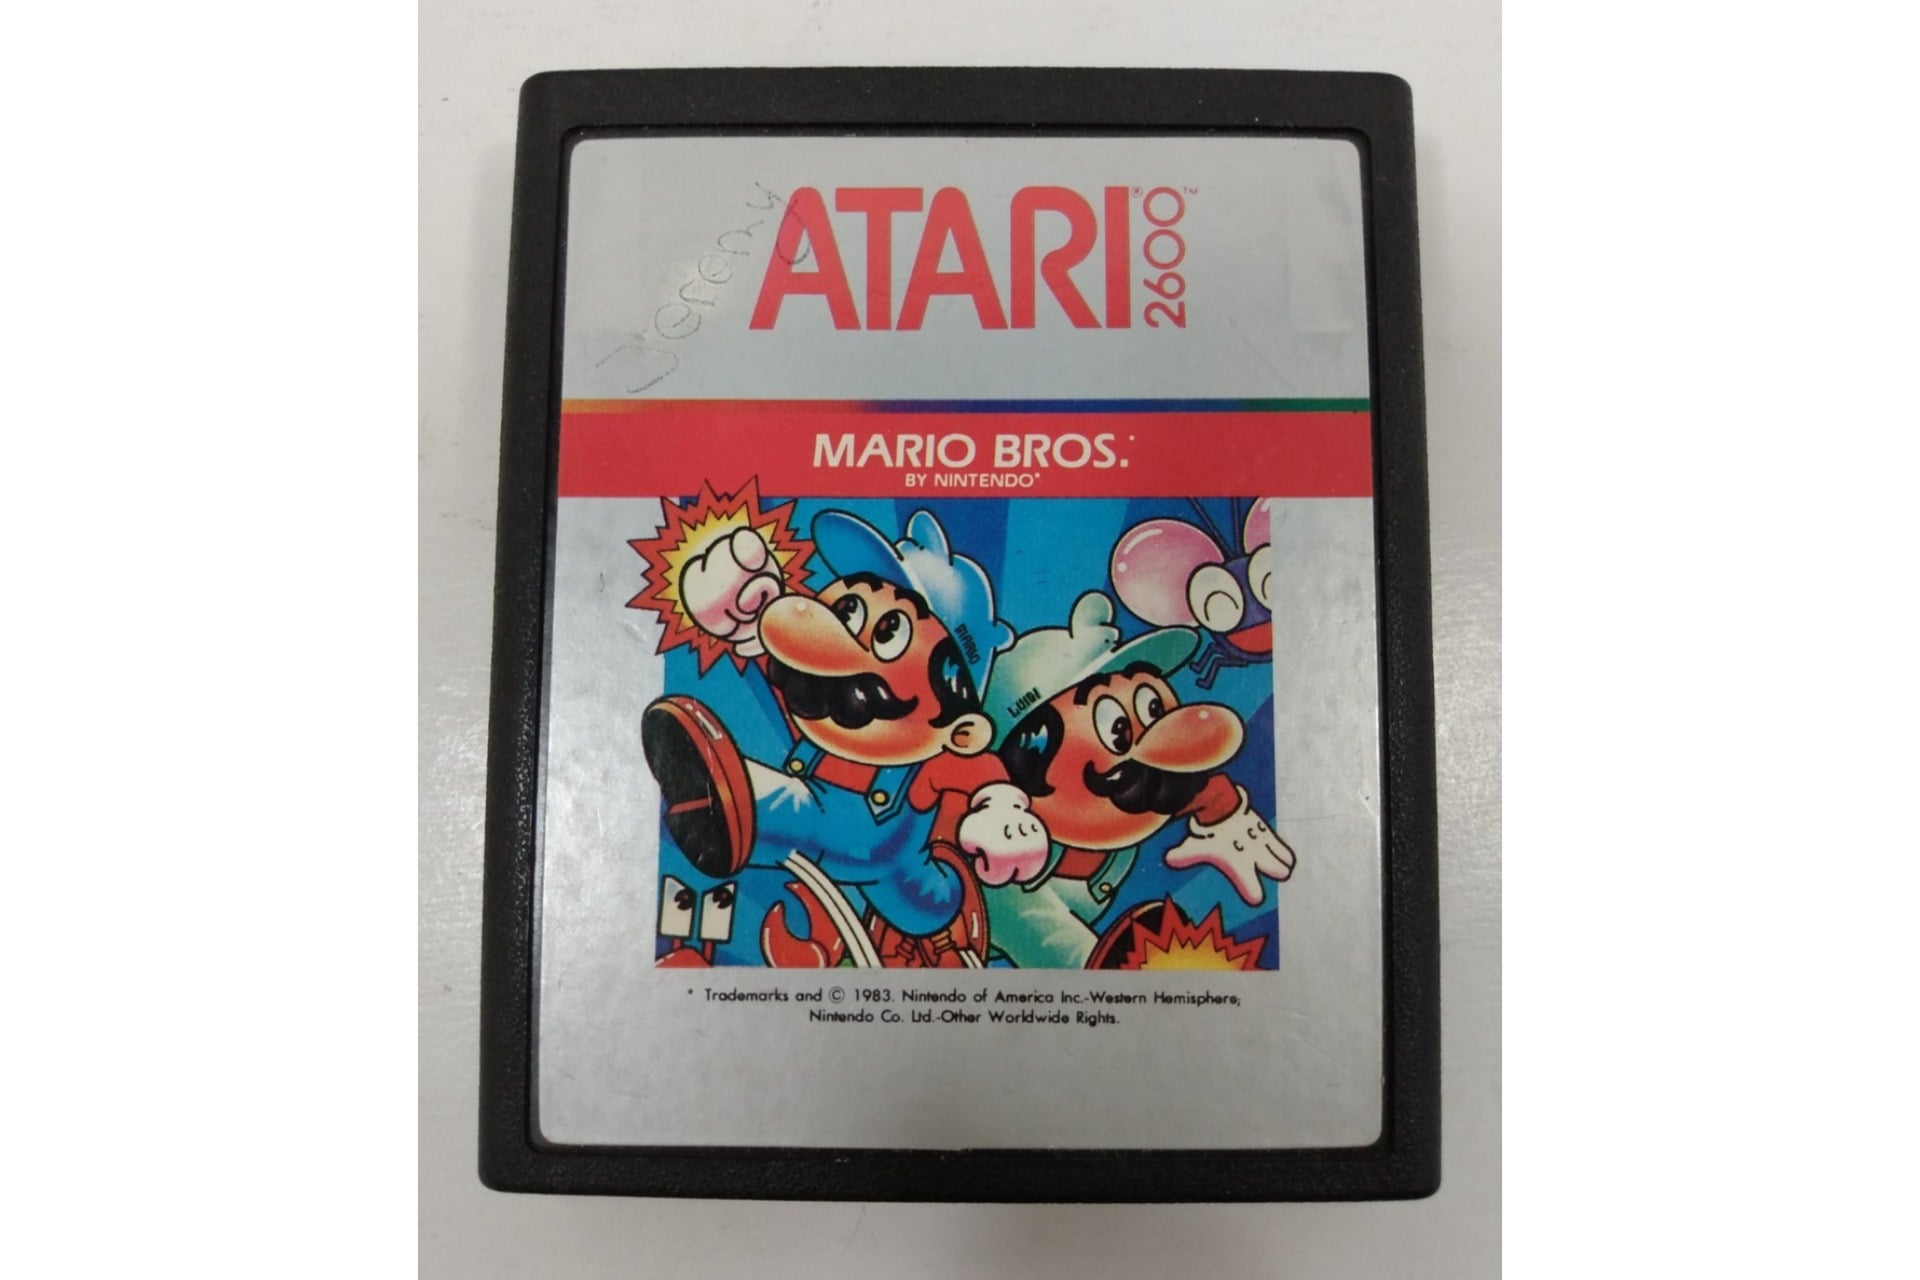 Jeremy
ATARI® 2600™
MARIO BROS.*
BY NINTENDO*
MARIO
LUIGI
* Trademarks and © 1983. Nintendo of America Inc.-Western Hemisphere;
Nintendo Co. Ltd.-Other Worldwide Rights.